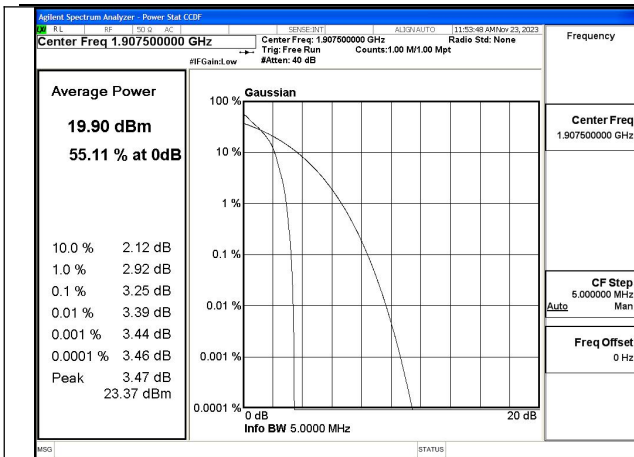 Agilent Spectrum Analyzer - Power Stat CCDF
RL RF 50 Ω AC SENSE:INT ALIGN AUTO 11:53:48 AM Nov 23, 2023
Center Freq 1.907500000 GHz
Center Freq: 1.907500000 GHz Radio Std: None
Trig: Free Run Counts:1.00 M/1.00 Mpt
#IFGain:Low #Atten: 40 dB
Frequency
Average Power
19.90 dBm
55.11 % at 0dB
10.0 % 2.12 dB
1.0 % 2.92 dB
0.1 % 3.25 dB
0.01 % 3.39 dB
0.001 % 3.44 dB
0.0001 % 3.46 dB
Peak 3.47 dB
23.37 dBm
Gaussian
100 %
10 %
1 %
0.1 %
0.01 %
0.001 %
0.0001 %
0 dB 20 dB
Info BW 5.0000 MHz
Center Freq
1.907500000 GHz
CF Step
5.000000 MHz
Auto Man
Freq Offset
0 Hz
MSG STATUS